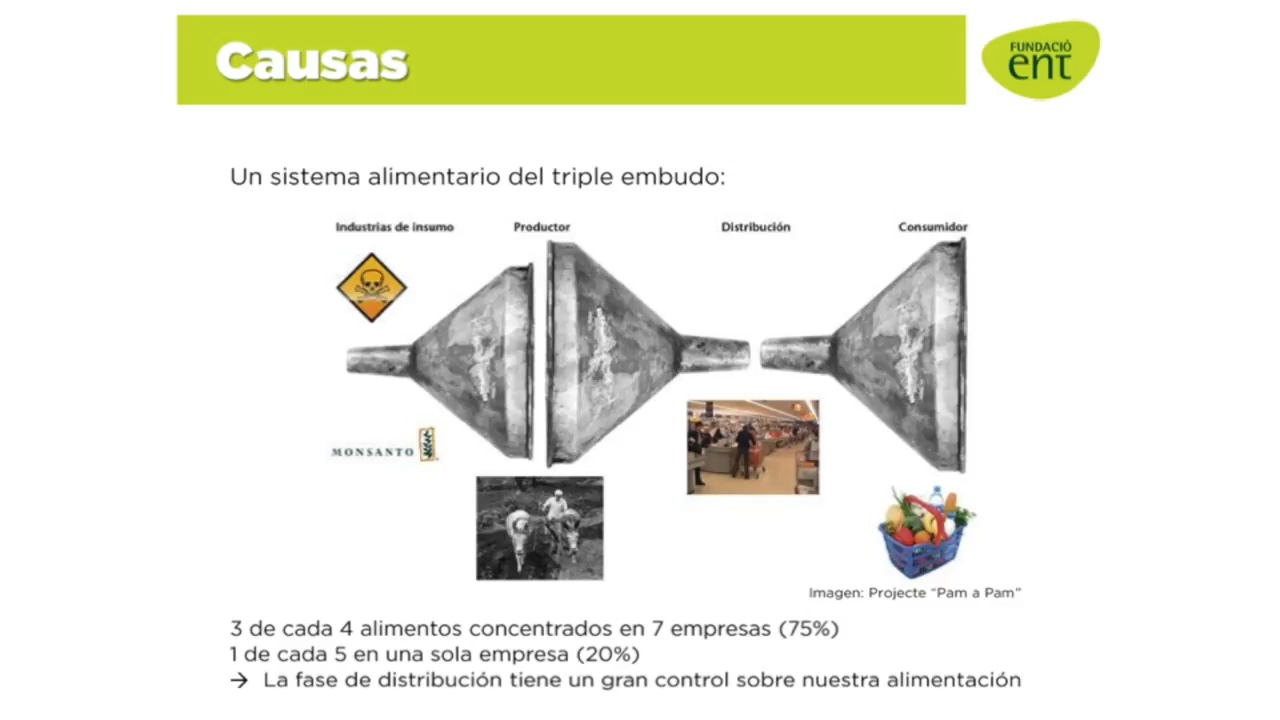 Causas
FUNDACIÓ
ent
Un sistema alimentario del triple embudo:
Industrias de insumo
Productor
Distribución
Consumidor
MONSANTO
Imagen: Projecte “Pam a Pam”
3 de cada 4 alimentos concentrados en 7 empresas (75%)
1 de cada 5 en una sola empresa (20%)
→ La fase de distribución tiene un gran control sobre nuestra alimentación